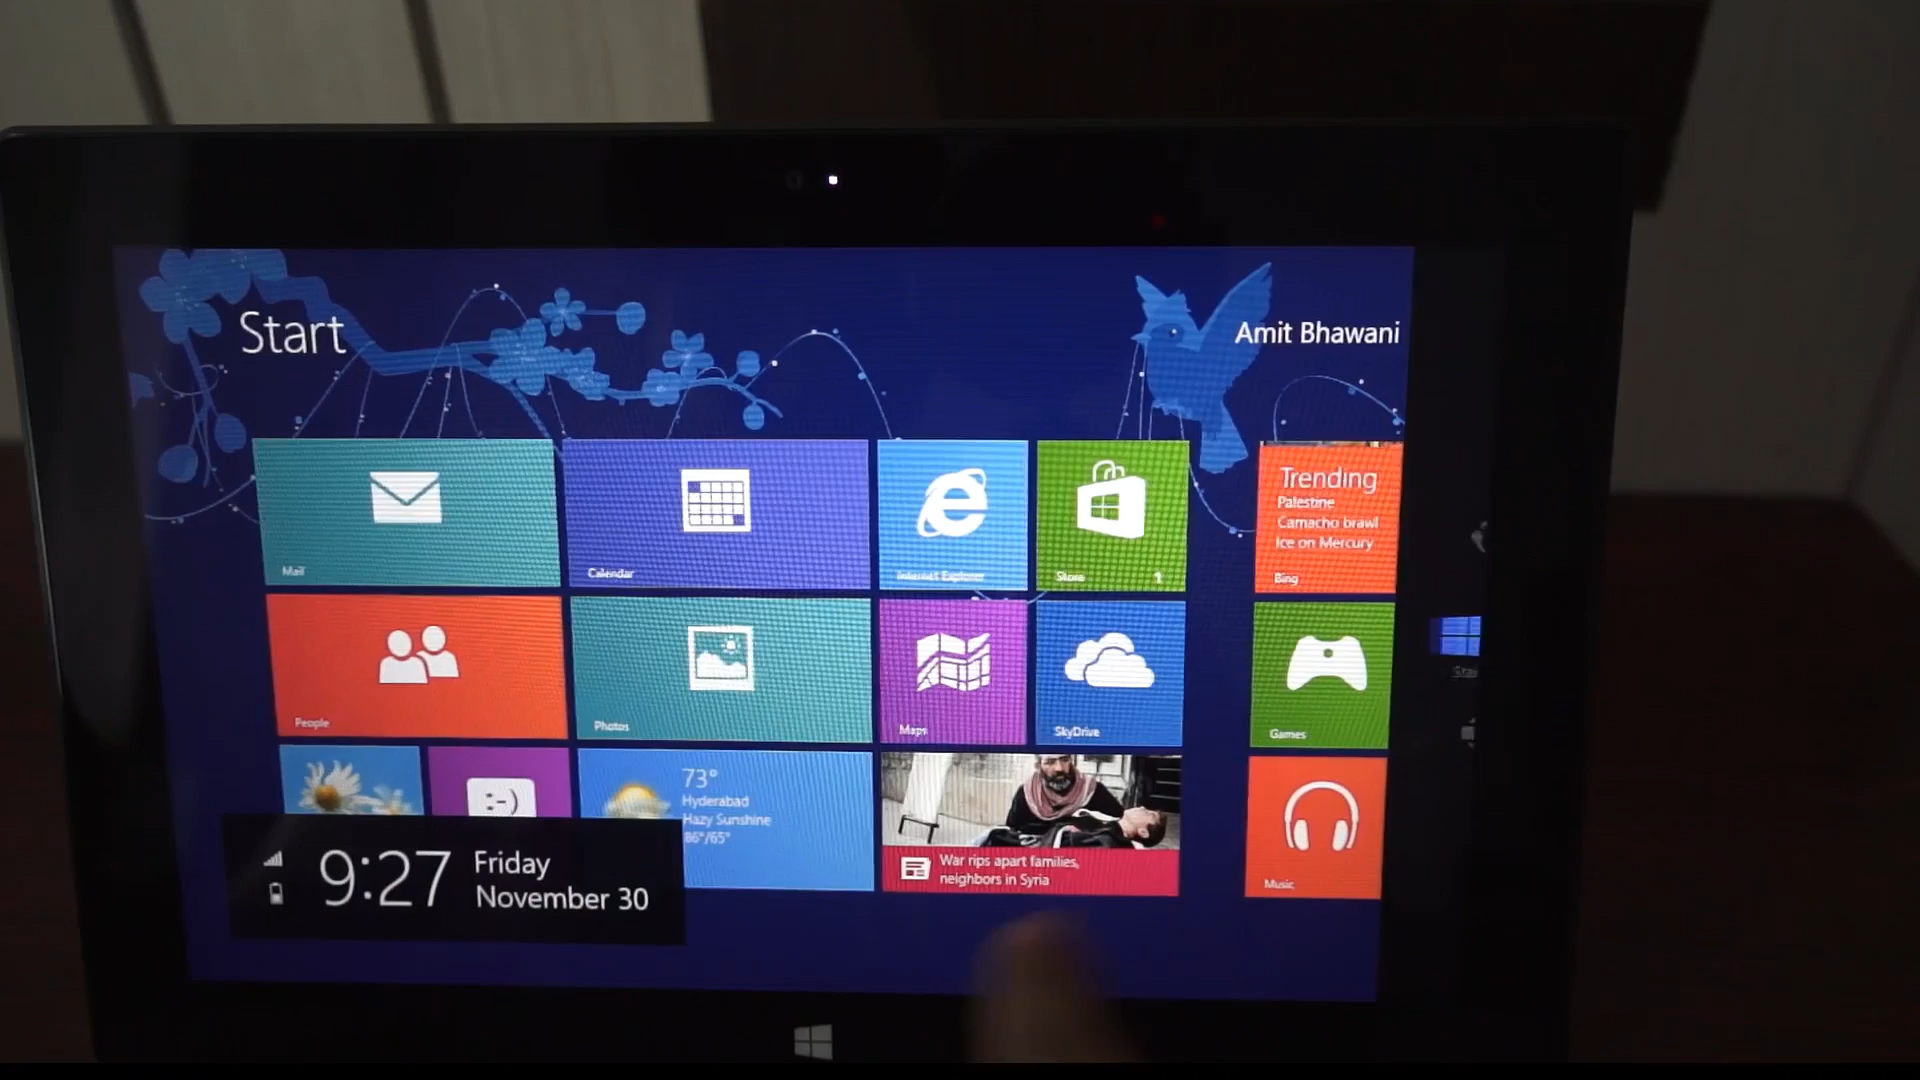 Start
Amit Bhawani
Mail
Calendar
Internet Explorer
Store
1
Trending
Palestine
Camacho brawl
Ice on Mercury
Bing
People
Photos
Maps
SkyDrive
Games
:-)
73°
Hyderabad
Hazy Sunshine
86°/65°
War rips apart families,
neighbors in Syria
Music
9:27
Friday
November 30